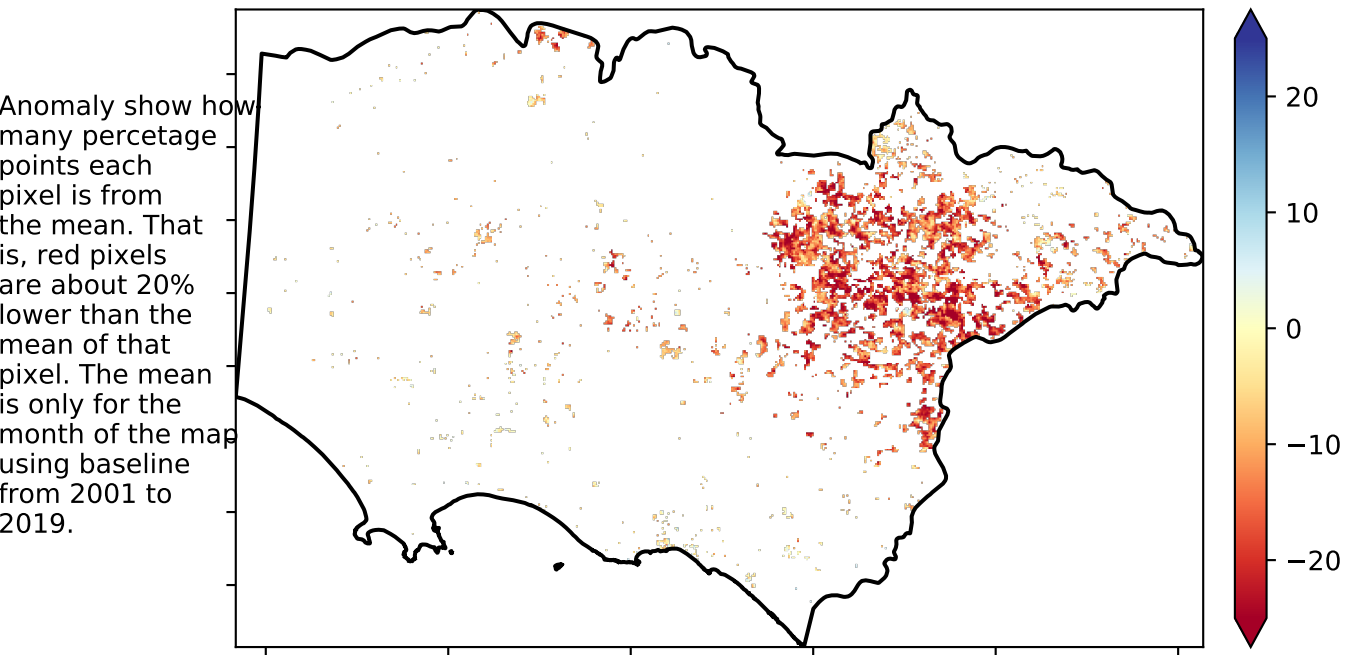 Anomaly show how
many percetage
points each
pixel is from
the mean. That
is, red pixels
are about 20%
lower than the
mean of that
pixel. The mean
is only for the
month of the map
using baseline
from 2001 to
2019.
20
10
0
−10
−20